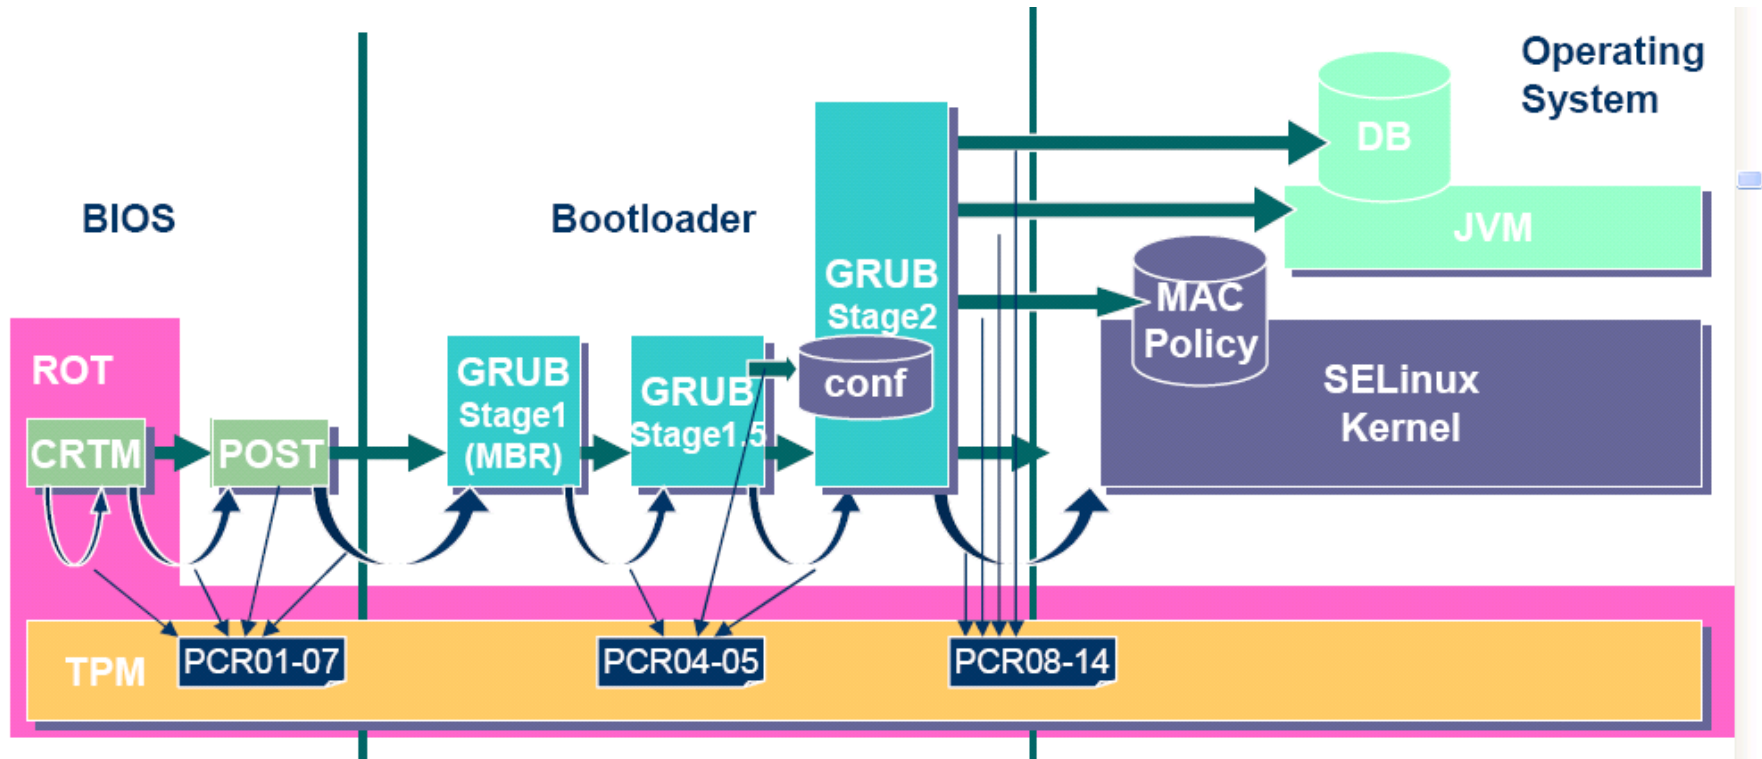 Operating
System
DB
BIOS
Bootloader
JVM
GRUB
Stage2
MAC
Policy
ROT
GRUB
Stage1
(MBR)
GRUB
Stage1.5
conf
SELinux
Kernel
CRTM
POST
TPM
PCR01-07
PCR04-05
PCR08-14